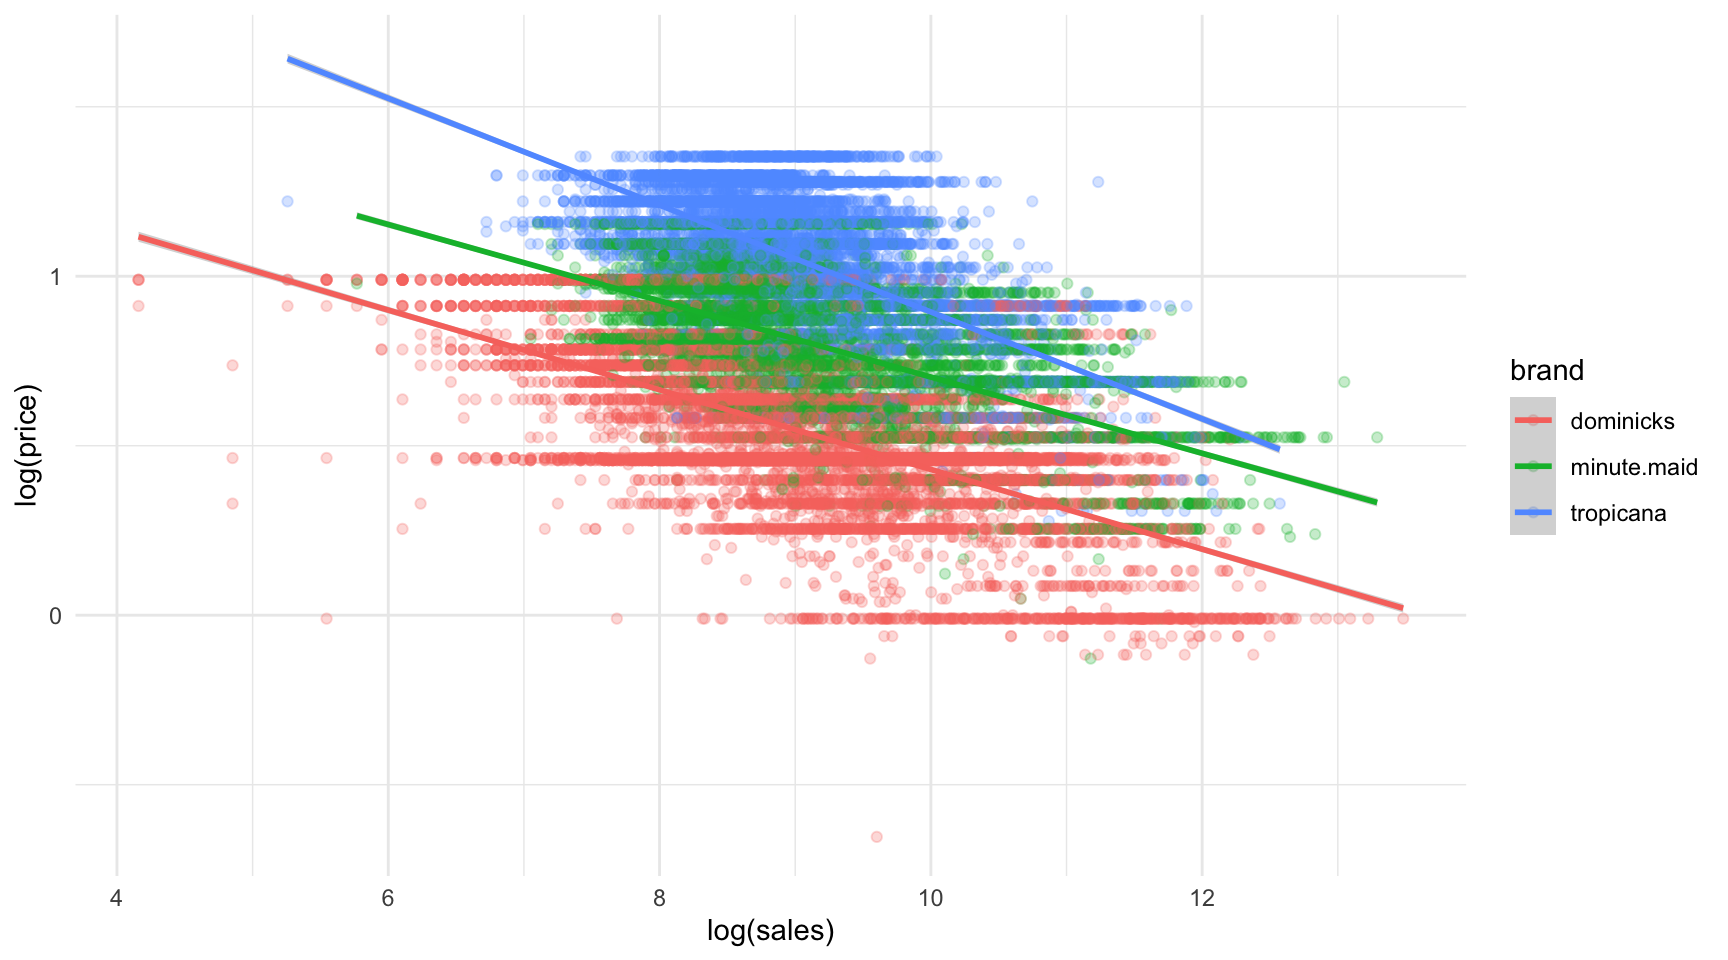 log(price)
1
0
4 6 8 10 12
log(sales)
brand
dominicks
minute.maid
tropicana